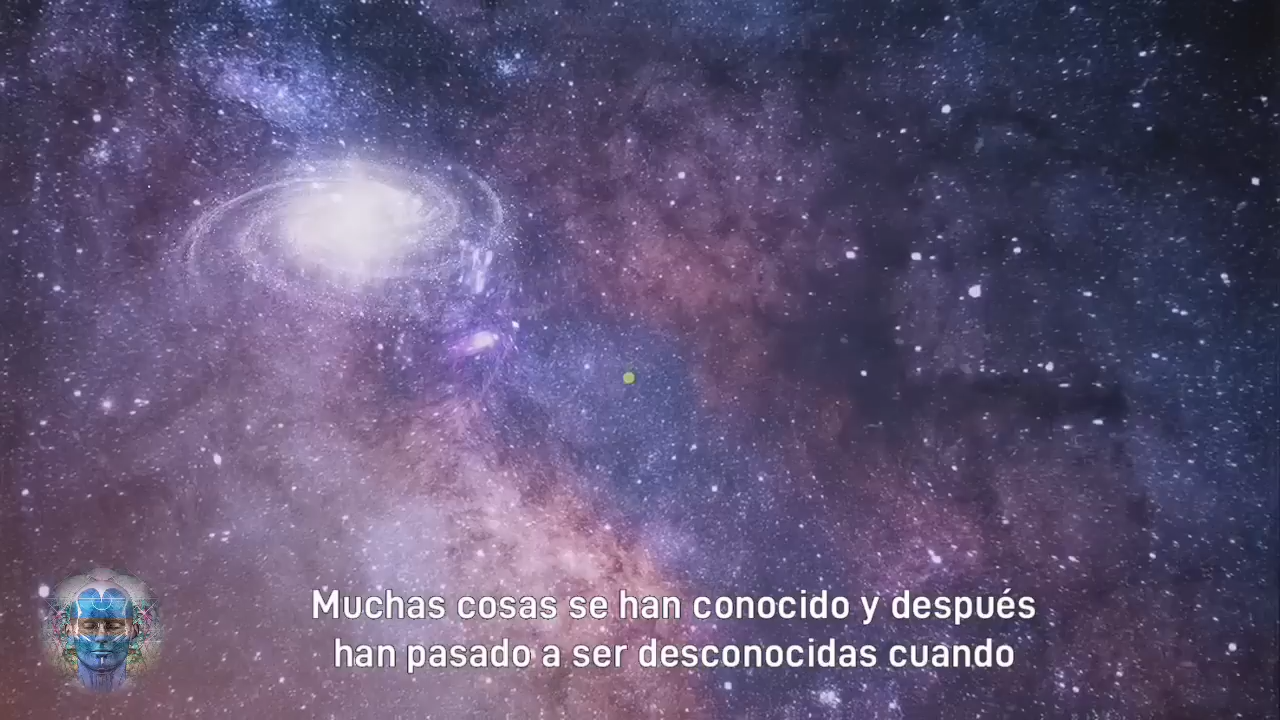 Muchas cosas se han conocido y después
han pasado a ser desconocidas cuando